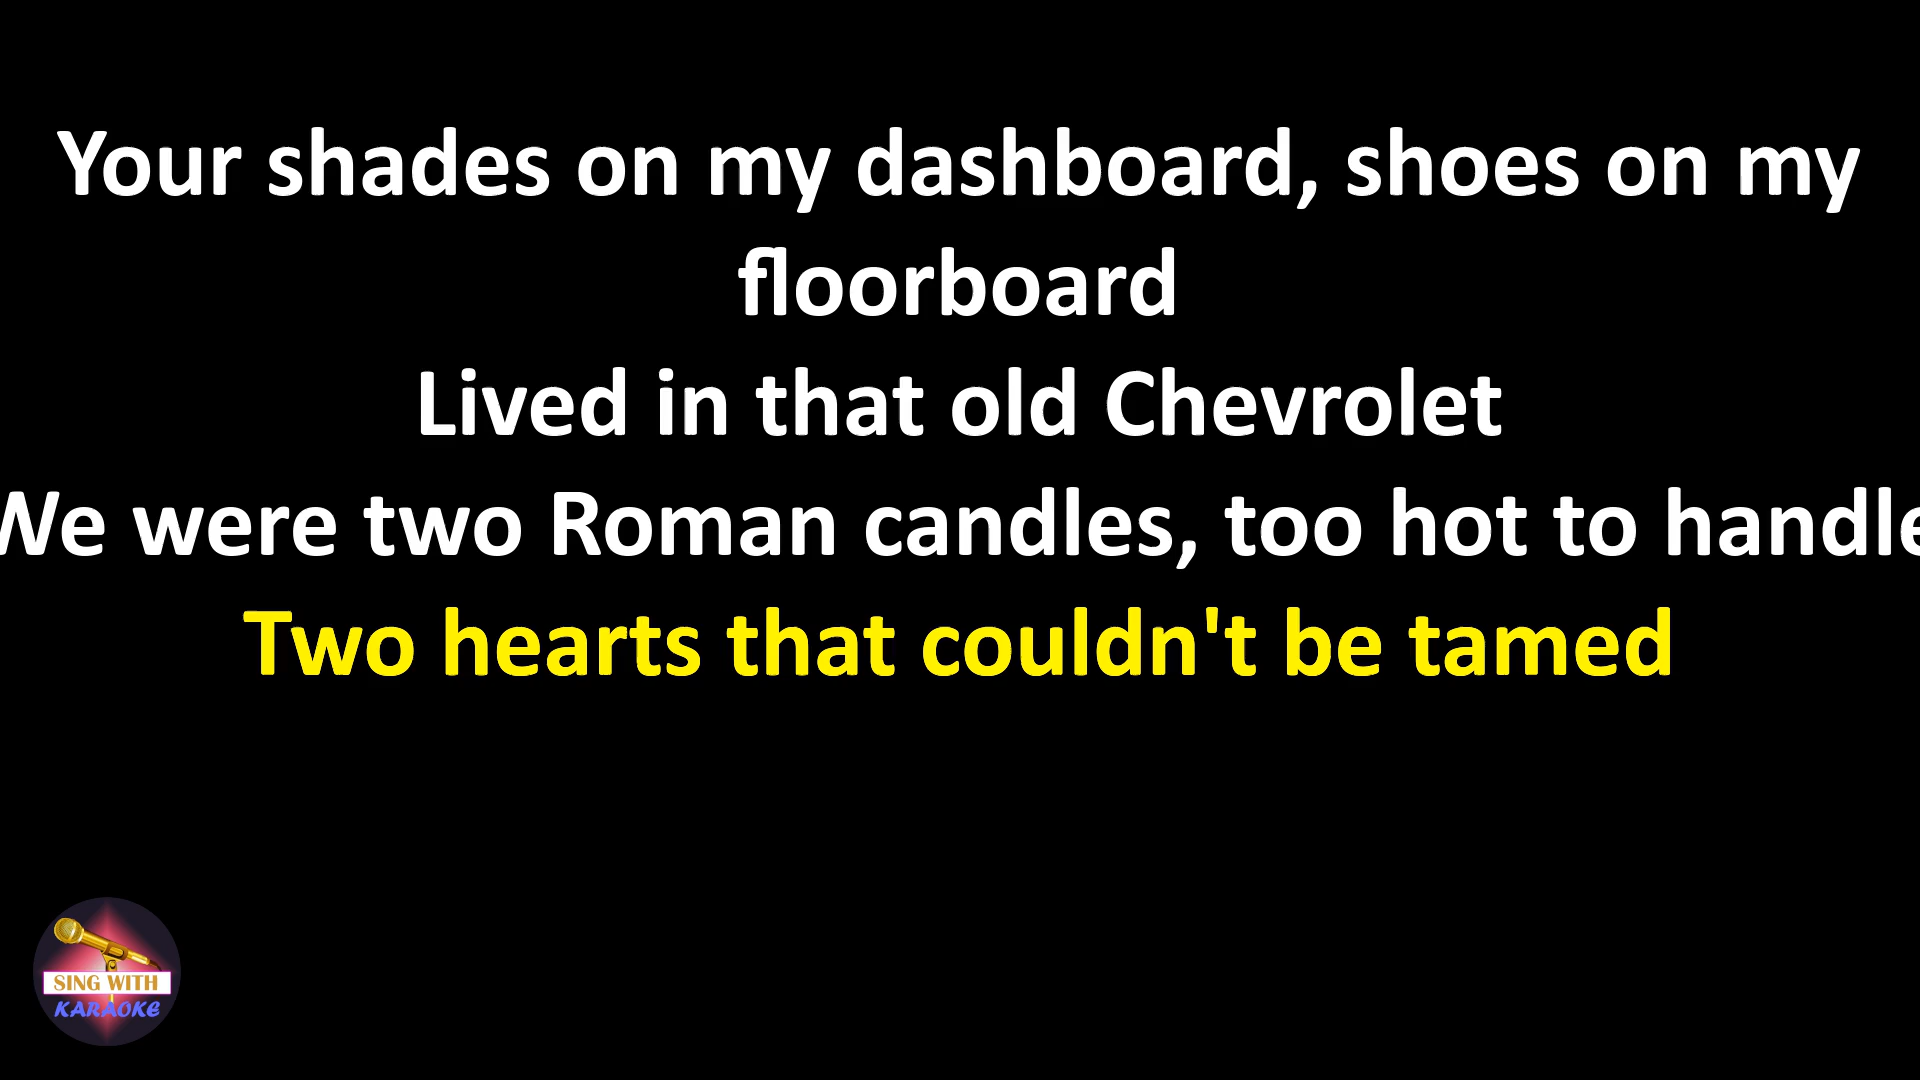 Your shades on my dashboard, shoes on my
floorboard
Lived in that old Chevrolet
We were two Roman candles, too hot to handle
Two hearts that couldn't be tamed
SING WITH
KARAOKE